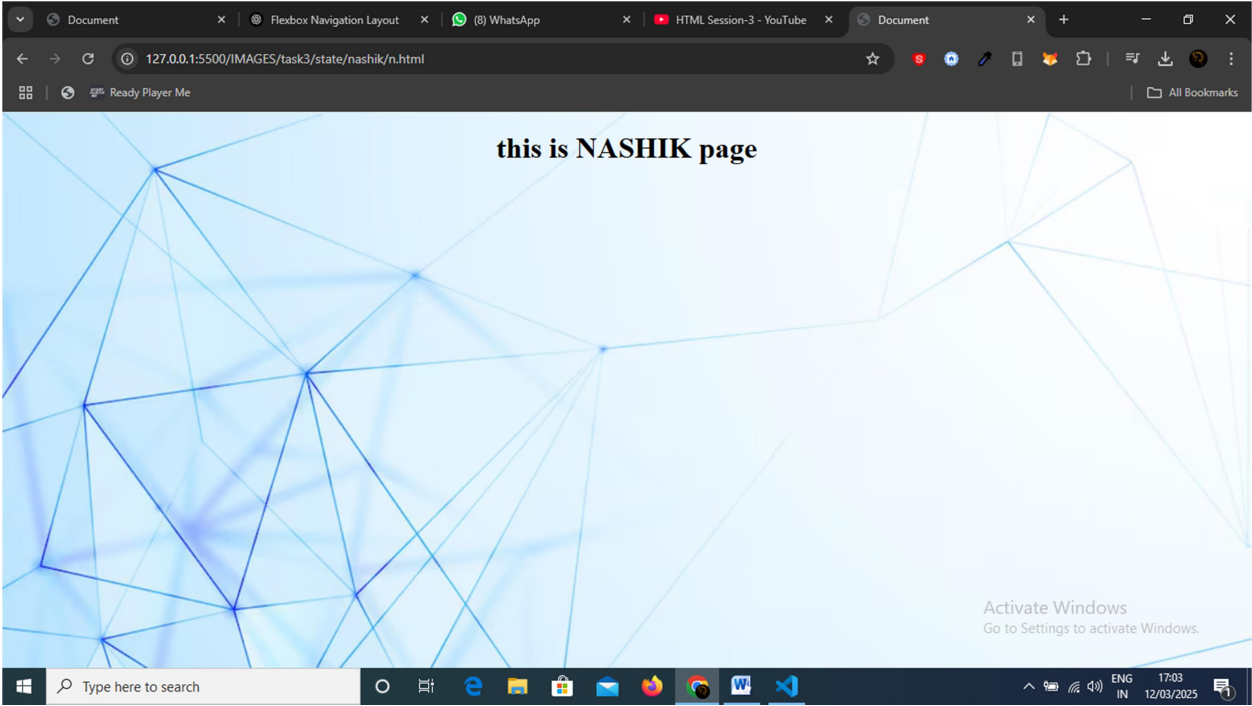 Document
Flexbox Navigation Layout
(8) WhatsApp
HTML Session-3 - YouTube
Document
127.0.0.1:5500/IMAGES/task3/state/nashik/n.html
Ready Player Me
All Bookmarks
this is NASHIK page
Activate Windows
Go to Settings to activate Windows.
Type here to search
ENG
IN
17:03
12/03/2025
1